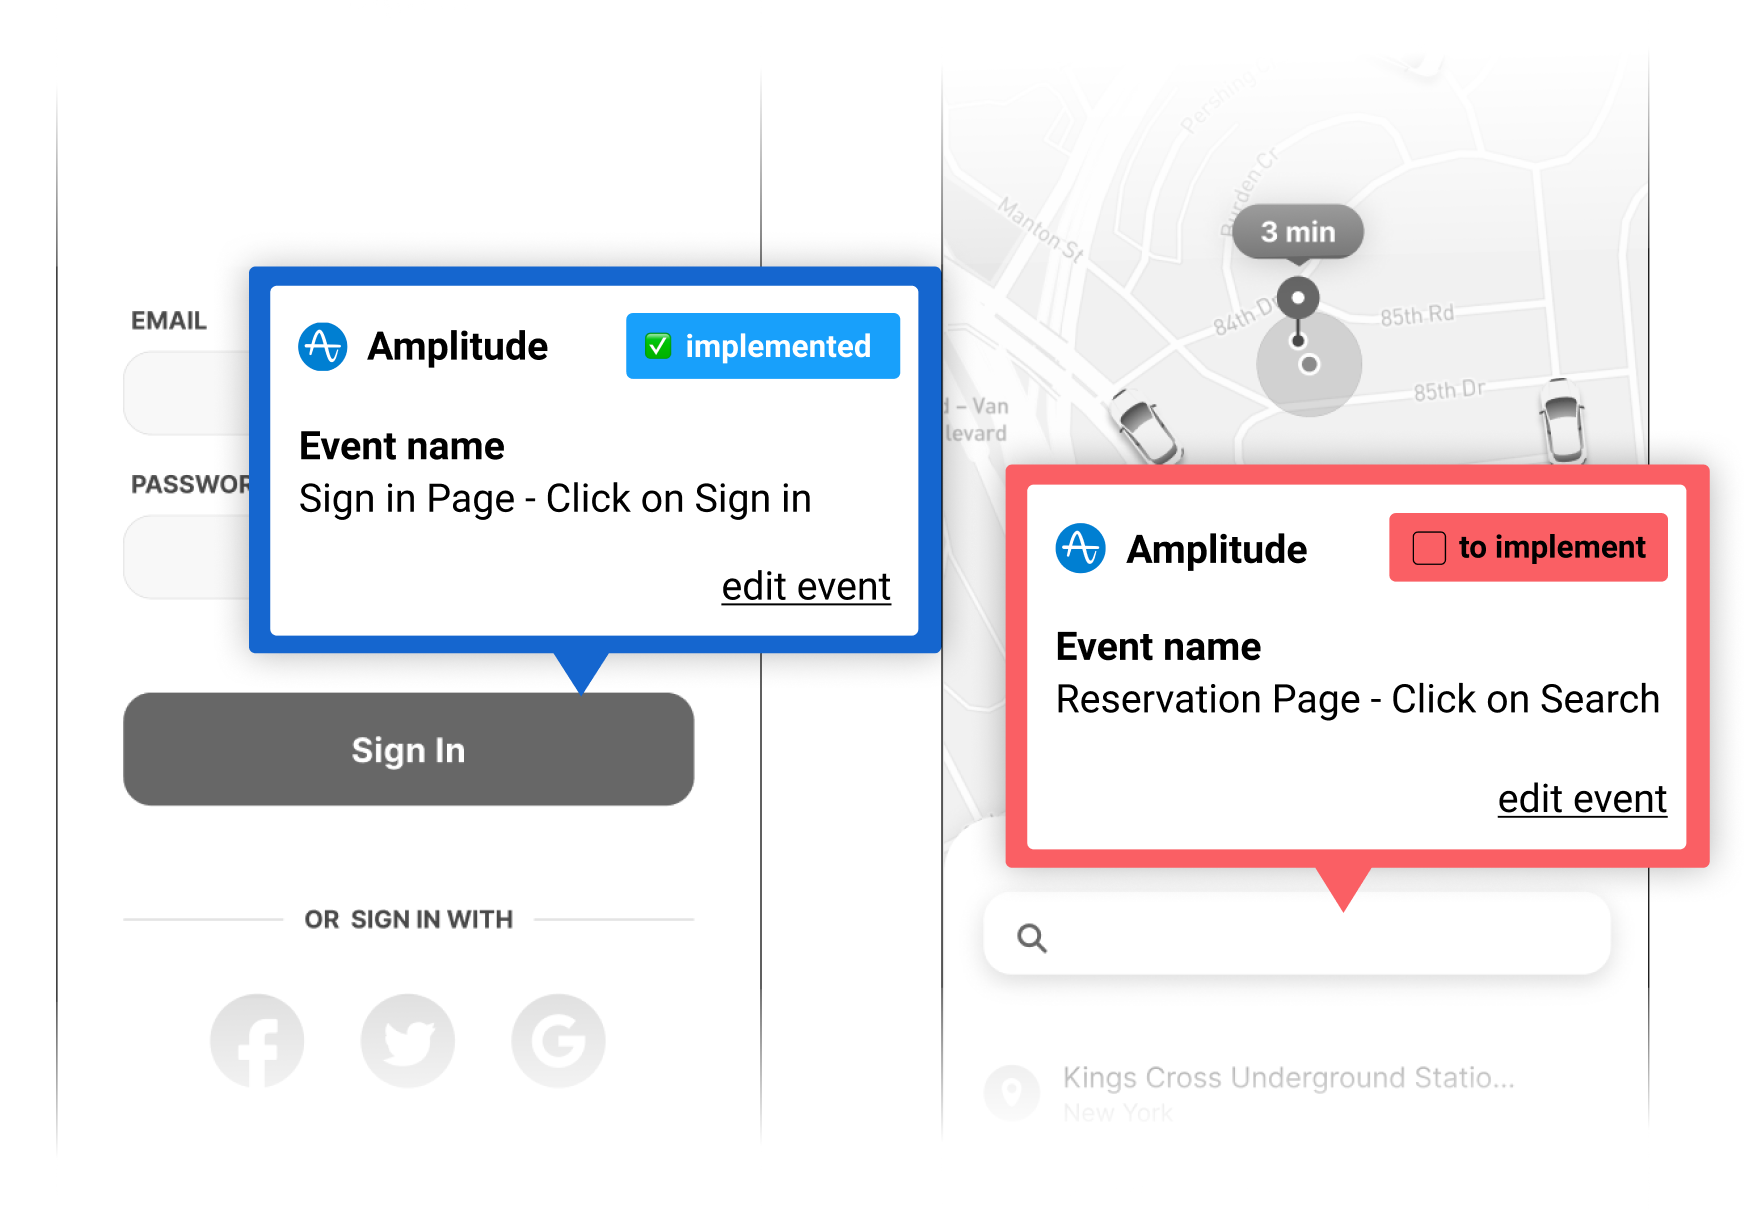 EMAIL
PASSWOR
Amplitude
✅ implemented
Event name
Sign in Page - Click on Sign in
edit event
Sign In
OR SIGN IN WITH
Pershing
Burden Cr
Manton St
3 min
84th Dr
85th Rd
85th Dr
– Van
levard
Amplitude
to implement
Event name
Reservation Page - Click on Search
edit event
Kings Cross Underground Statio...
New York